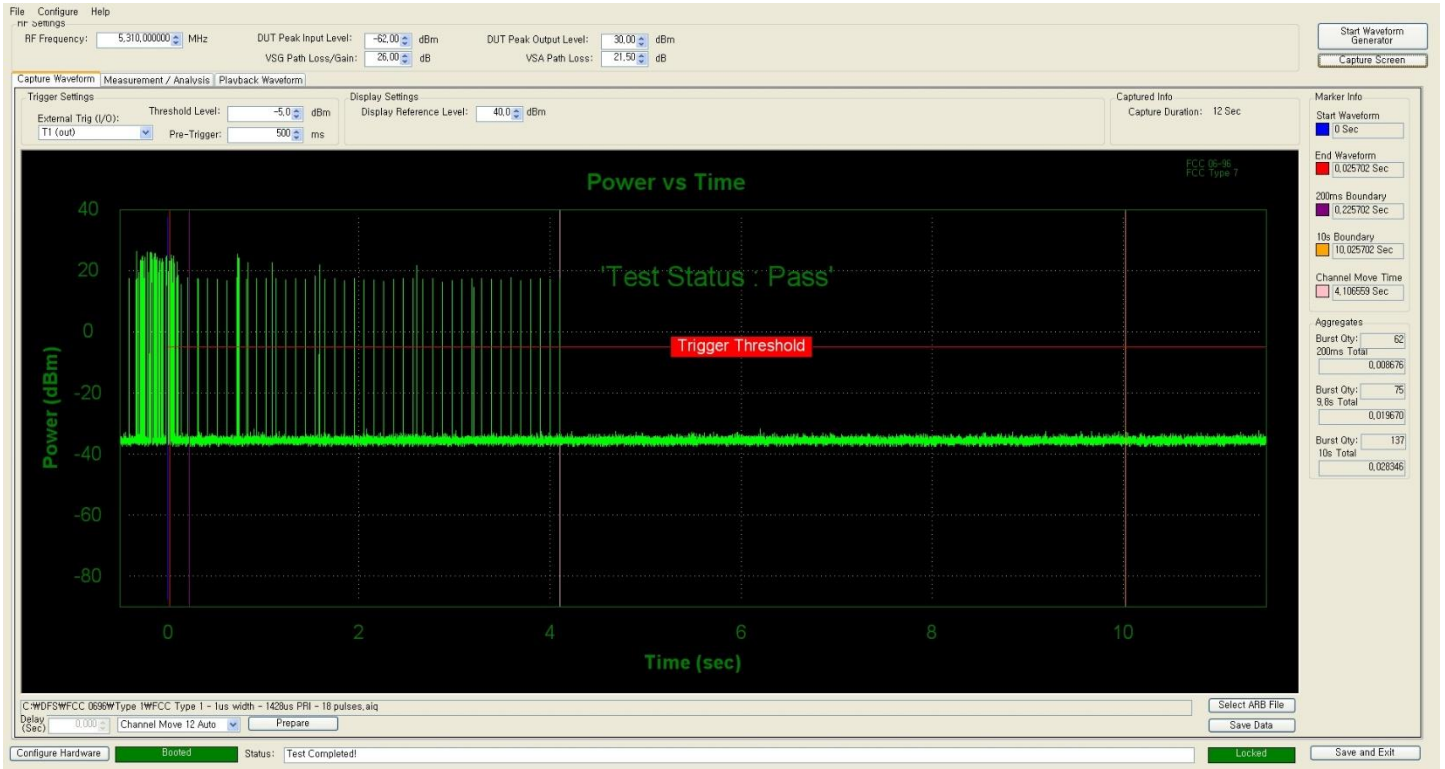 File Configure Help
RF Settings
RF Frequency: 5,310,000000 MHz DUT Peak Input Level: -62,00 dBm DUT Peak Output Level: 30,00 dBm
VSG Path Loss/Gain: 26,00 dB VSA Path Loss: 21,50 dB
Start Waveform Generator
Capture Screen
Capture Waveform Measurement / Analysis Playback Waveform
Trigger Settings
External Trig (I/O):
T1 (out)
Threshold Level: -5,0 dBm
Pre-Trigger: 500 ms
Display Settings
Display Reference Level: 40,0 dBm
Captured Info
Capture Duration: 12 Sec
Marker Info
Start Waveform
0 Sec
End Waveform
0,025702 Sec
200ms Boundary
0,225702 Sec
10s Boundary
10,025702 Sec
Channel Move Time
4,106559 Sec
Aggregates
Burst Qty: 62
200ms Total
0,008676
Burst Qty: 75
9,8s Total
0,019670
Burst Qty: 137
10s Total
0,028346
FCC 06-96
FCC Type 7
Power vs Time
'Test Status : Pass'
Trigger Threshold
Power (dBm)
40
20
0
-20
-40
-60
-80
0 2 4 6 8 10
Time (sec)
C:₩DFS₩FCC 0696₩Type 1₩FCC Type 1 - 1us width - 1428us PRI - 18 pulses,aiq
Select ARB File
Delay (Sec) 0,000 Channel Move 12 Auto Prepare
Save Data
Configure Hardware Booted Status: Test Completed! Locked Save and Exit